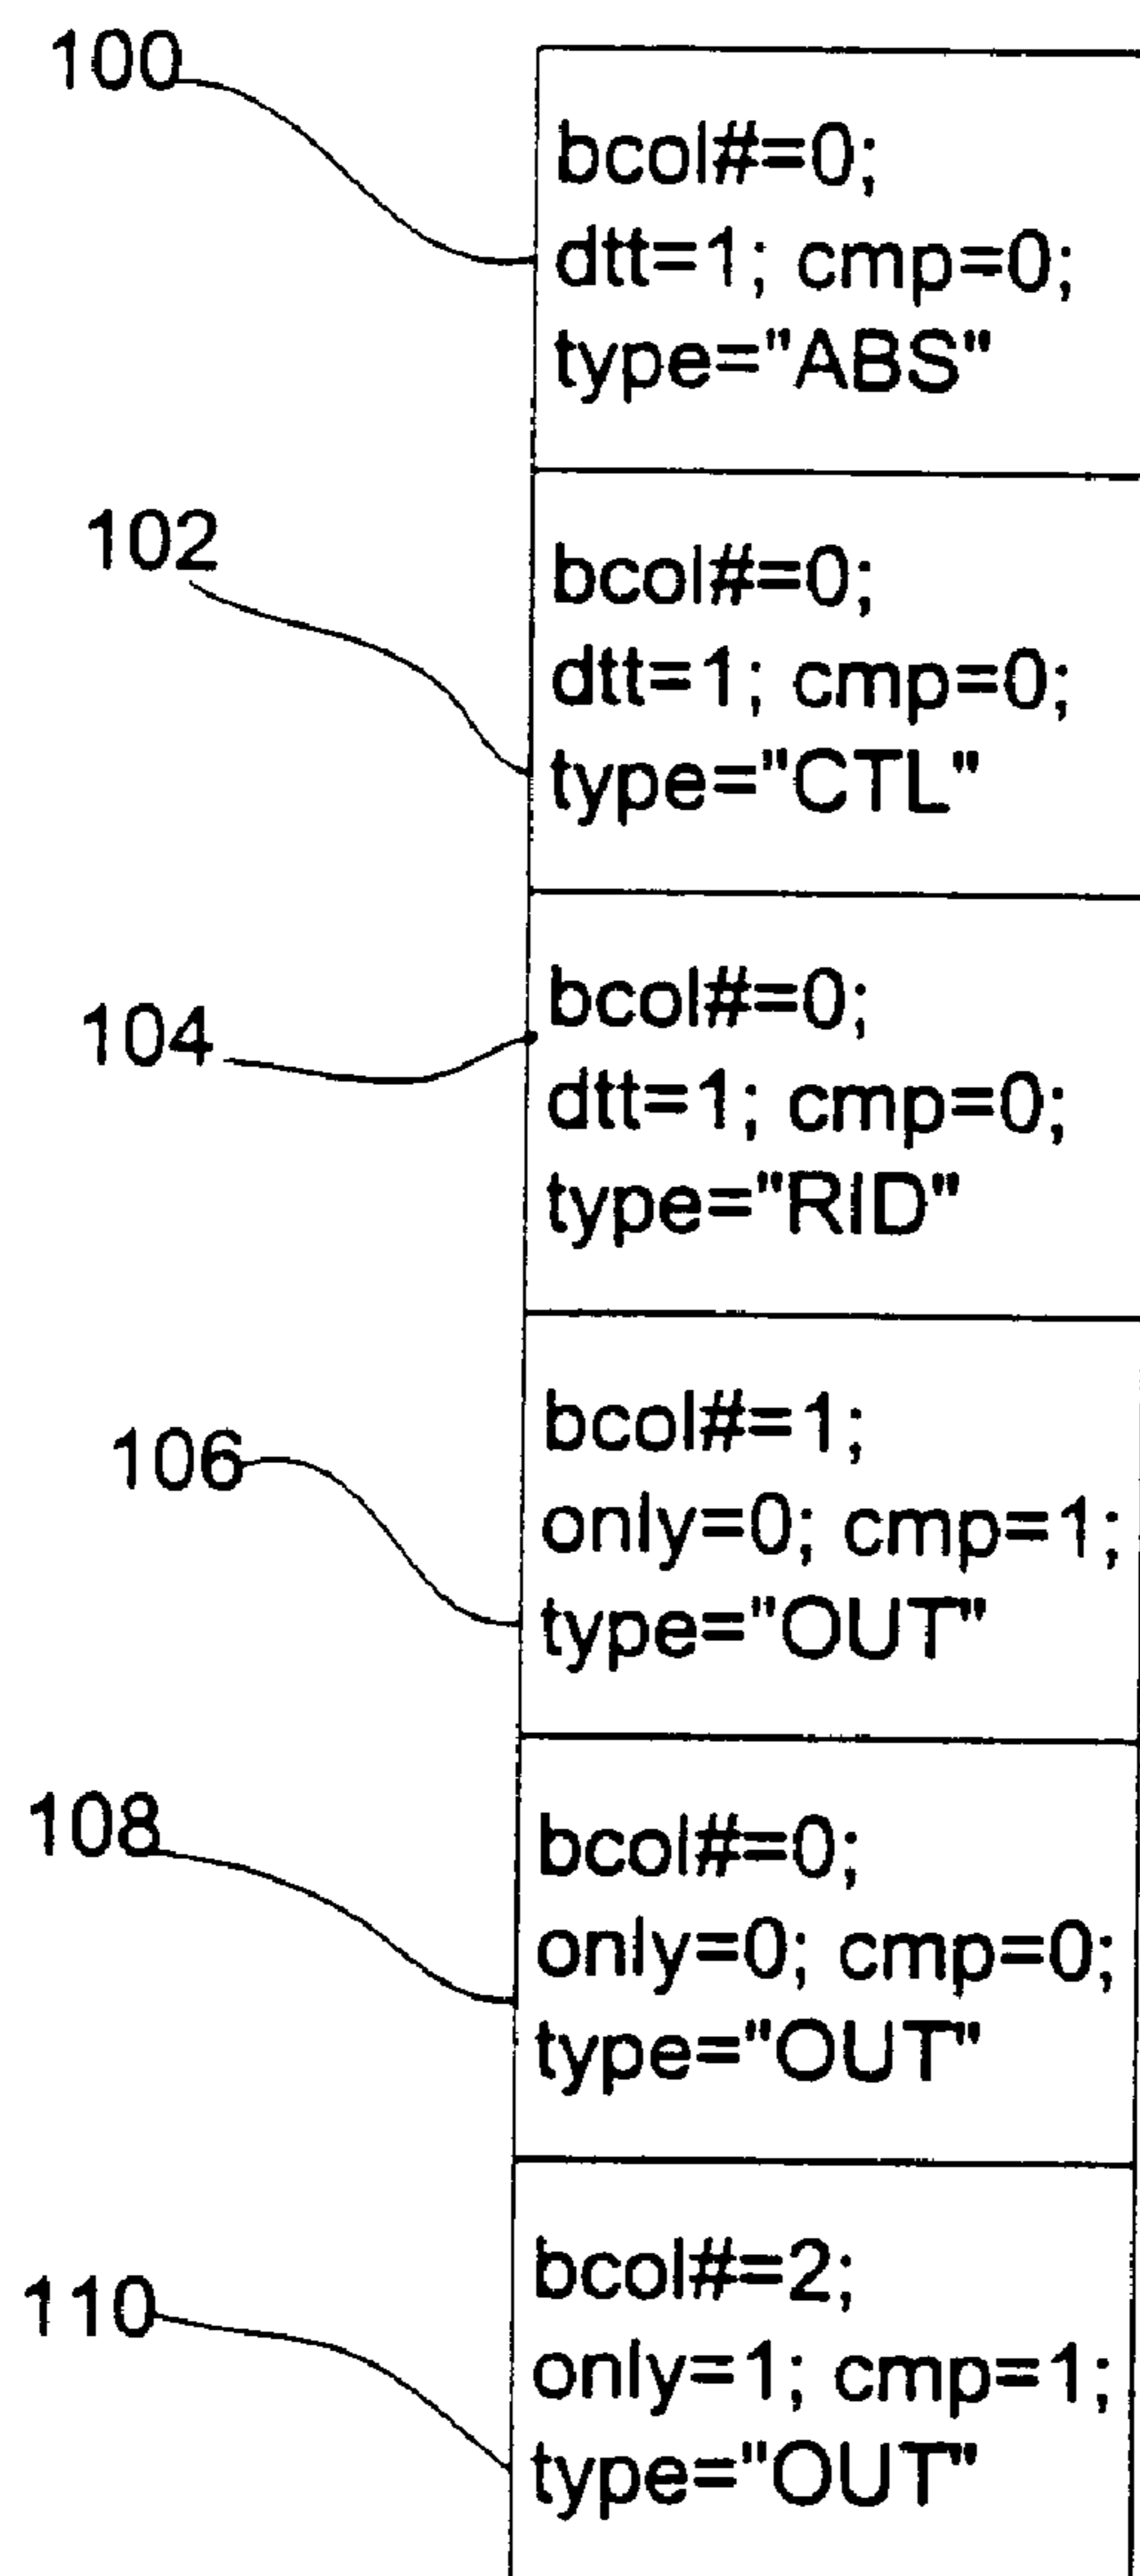 100
bcol#=0;
dtt=1; cmp=0;
type="ABS"
102
bcol#=0;
dtt=1; cmp=0;
type="CTL"
104
bcol#=0;
dtt=1; cmp=0;
type="RID"
106
bcol#=1;
only=0; cmp=1;
type="OUT"
108
bcol#=0;
only=0; cmp=0;
type="OUT"
110
bcol#=2;
only=1; cmp=1;
type="OUT"